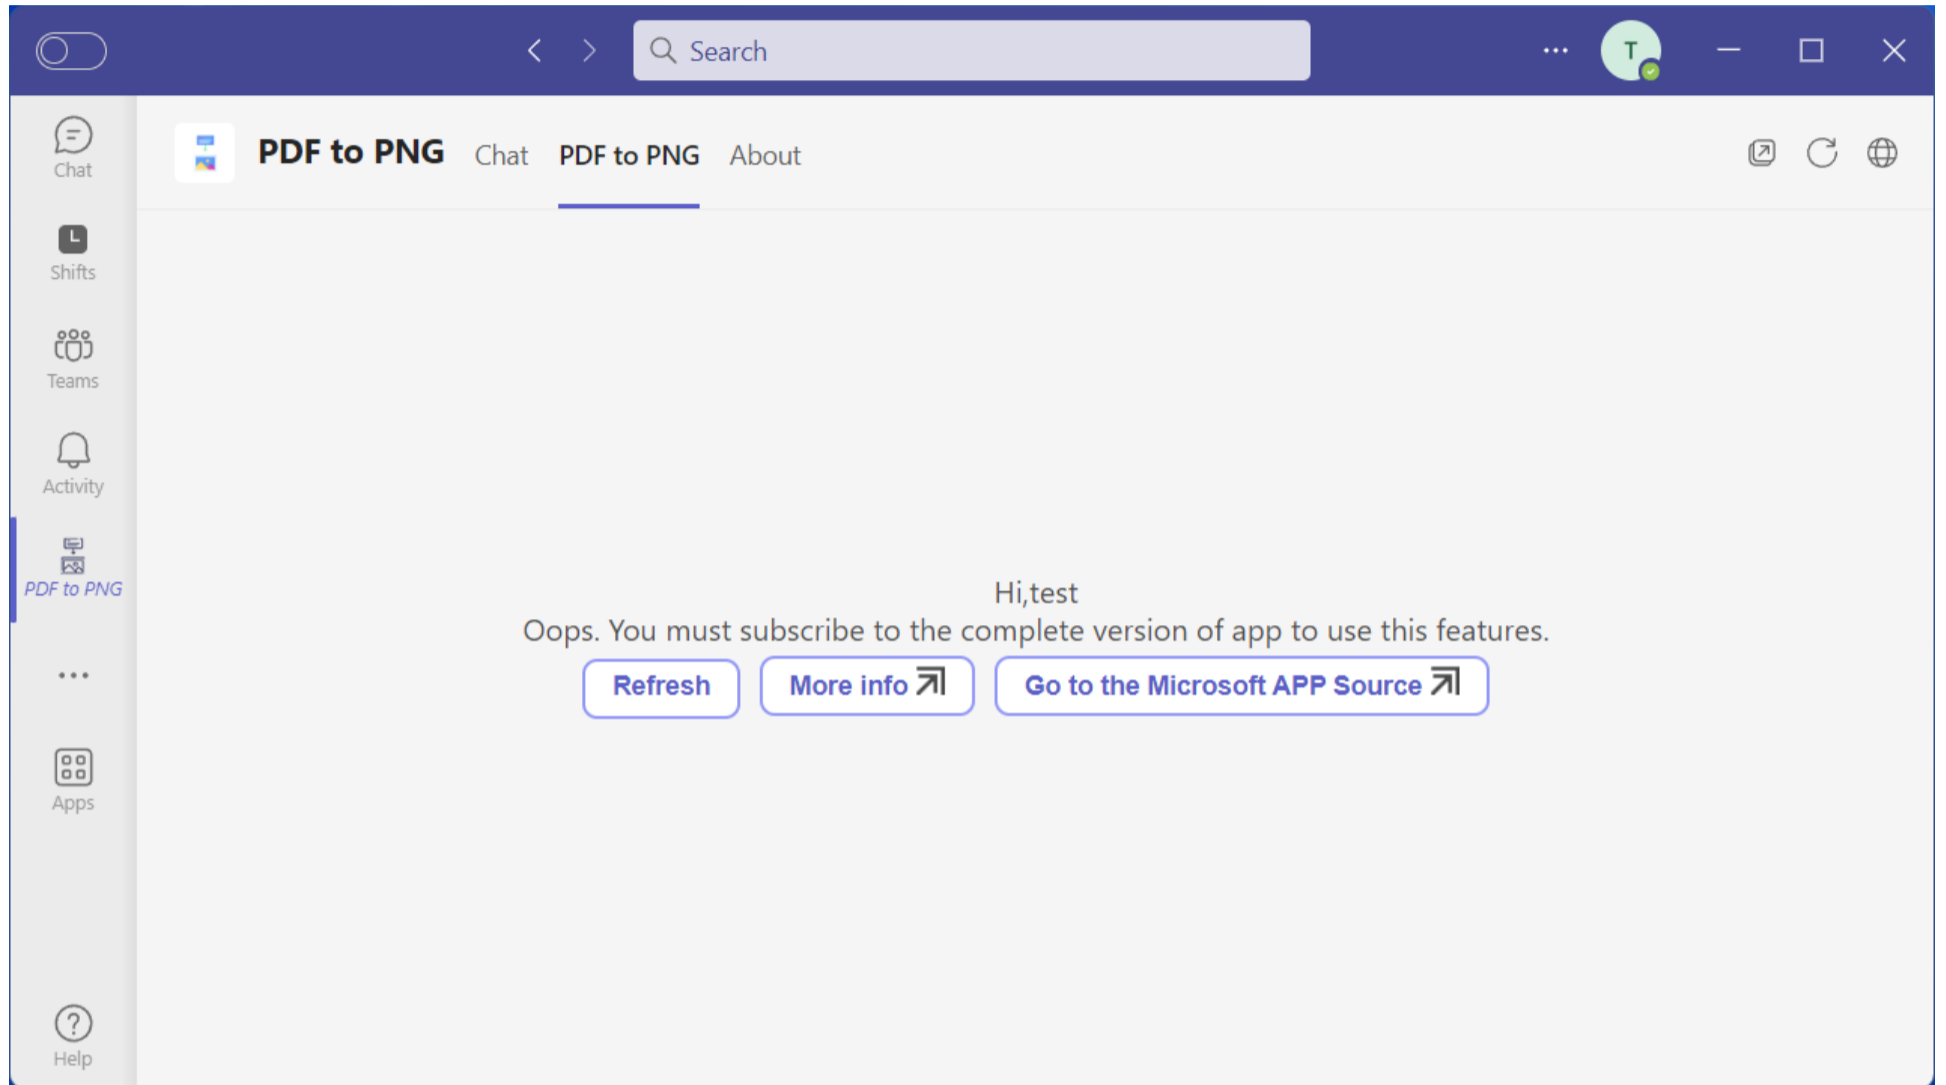 Search
T
Chat
Shifts
Teams
Activity
PDF to PNG
Apps
Help
PDF to PNG Chat PDF to PNG About
Hi,test
Oops. You must subscribe to the complete version of app to use this features.
Refresh More info Go to the Microsoft APP Source